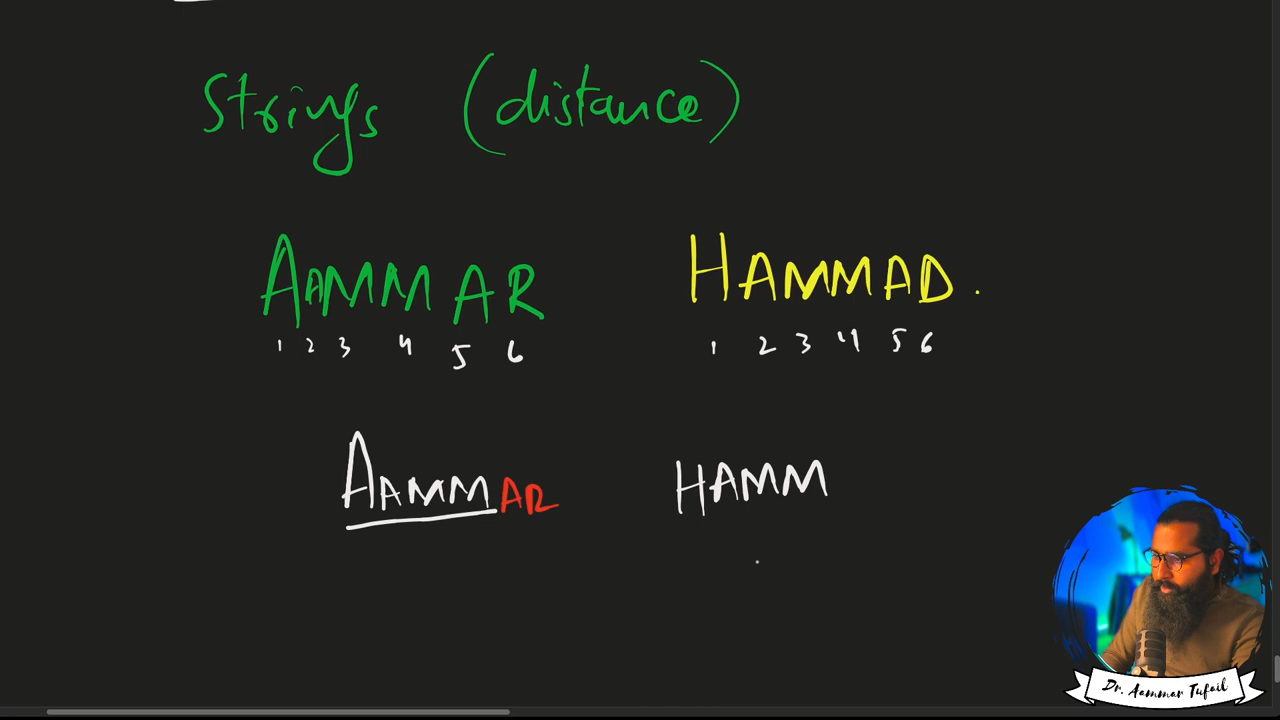 Strings (distance)
AAMMAR HAMMAD.
1 2 3 4 5 6 1 2 3 4 5 6
AAMMAR HAMM
Dr. Aammar Tufail